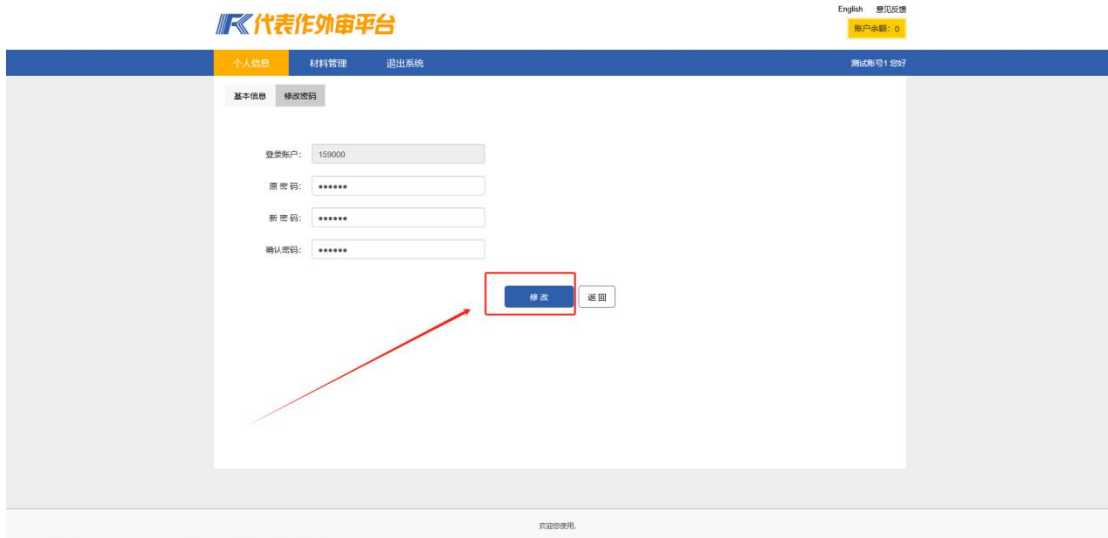 English 意见反馈
代表作外审平台
账户余额：0
个人信息 材料管理 退出系统 测试账号1 您好
基本信息 修改密码
登录账户： 159000
原 密 码: ●●●●●●
新 密 码: ●●●●●●
确认密码： ●●●●●●
修 改 返 回
欢迎您使用.